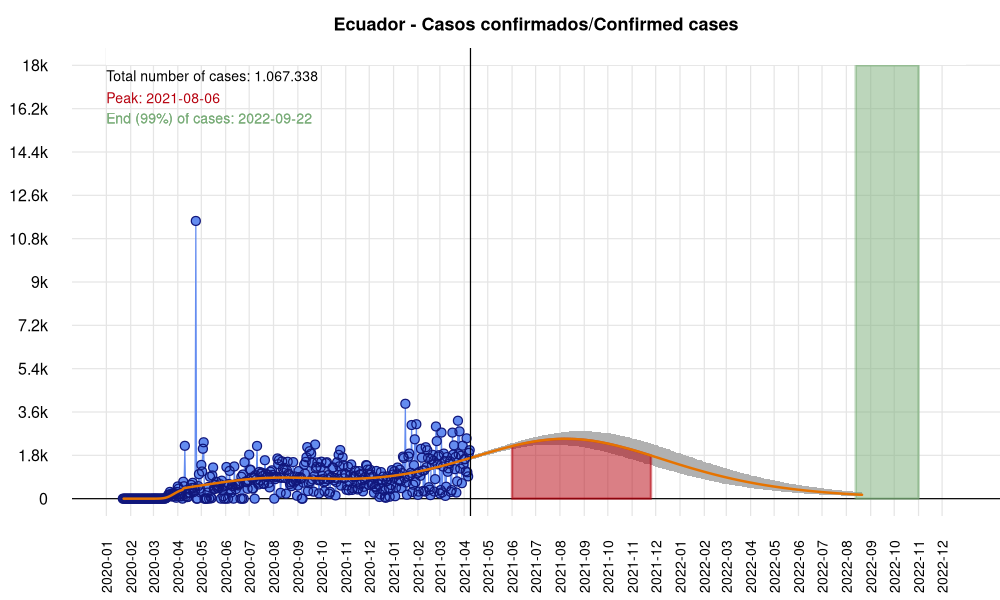 Ecuador - Casos confirmados/Confirmed cases
Total number of cases: 1.067.338
Peak: 2021-08-06
End (99%) of cases: 2022-09-22
18k
16.2k
14.4k
12.6k
10.8k
9k
7.2k
5.4k
3.6k
1.8k
0
2020-01
2020-02
2020-03
2020-04
2020-05
2020-06
2020-07
2020-08
2020-09
2020-10
2020-11
2020-12
2021-01
2021-02
2021-03
2021-04
2021-05
2021-06
2021-07
2021-08
2021-09
2021-10
2021-11
2021-12
2022-01
2022-02
2022-03
2022-04
2022-05
2022-06
2022-07
2022-08
2022-09
2022-10
2022-11
2022-12